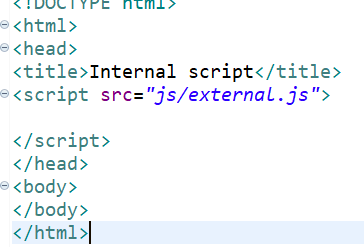 <!DOCTYPE html>
<html>
<head>
<title>Internal script</title>
<script src="js/external.js">
</script>
</head>
<body>
</body>
</html>